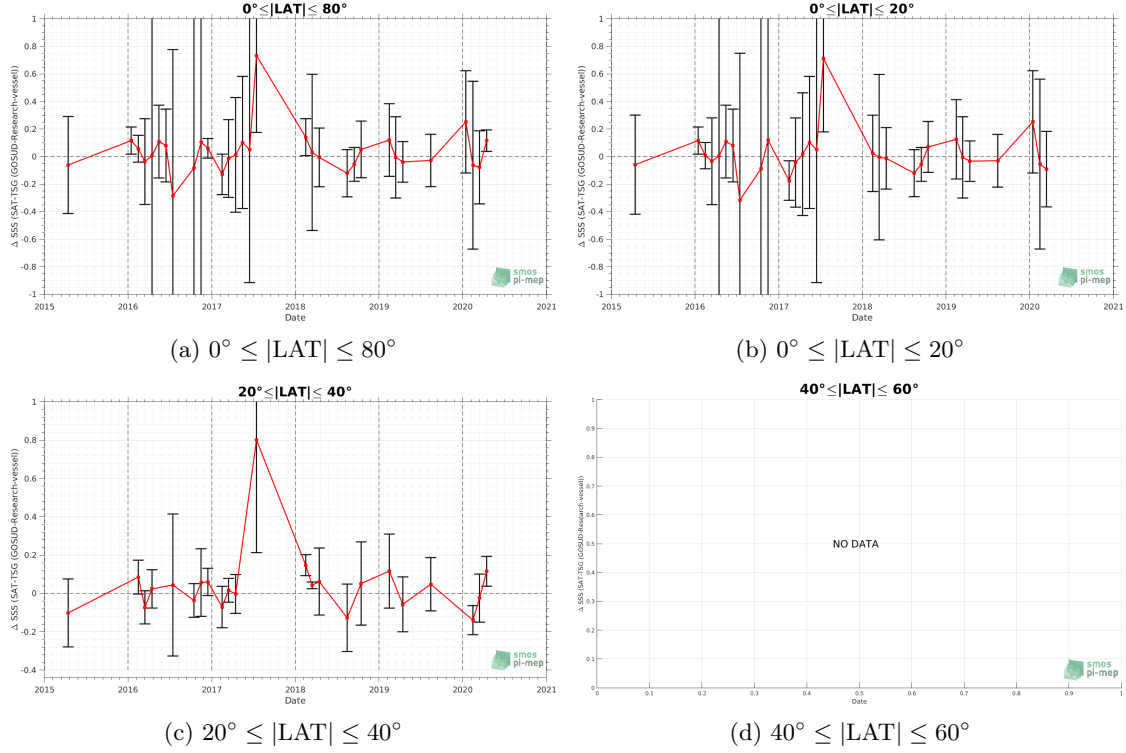 0°≤|LAT|≤ 80°
Δ SSS (SAT-TSG (GOSUD-Research-vessel))
1
0.8
0.6
0.4
0.2
0
-0.2
-0.4
-0.6
-0.8
-1
2015 2016 2017 2018 2019 2020 2021
Date
smos
pi-mep
(a) 0° ≤ |LAT| ≤ 80°
0°≤|LAT|≤ 20°
Δ SSS (SAT-TSG (GOSUD-Research-vessel))
1
0.8
0.6
0.4
0.2
0
-0.2
-0.4
-0.6
-0.8
-1
2015 2016 2017 2018 2019 2020 2021
Date
smos
pi-mep
(b) 0° ≤ |LAT| ≤ 20°
20°≤|LAT|≤ 40°
Δ SSS (SAT-TSG (GOSUD-Research-vessel))
1
0.8
0.6
0.4
0.2
0
-0.2
-0.4
2015 2016 2017 2018 2019 2020 2021
Date
smos
pi-mep
(c) 20° ≤ |LAT| ≤ 40°
40°≤|LAT|≤ 60°
Δ SSS (SAT-TSG (GOSUD-Research-vessel))
1
0.9
0.8
0.7
0.6
0.5
0.4
0.3
0.2
0.1
0
NO DATA
0 0.1 0.2 0.3 0.4 0.5 0.6 0.7 0.8 0.9 1
Date
smos
pi-mep
(d) 40° ≤ |LAT| ≤ 60°